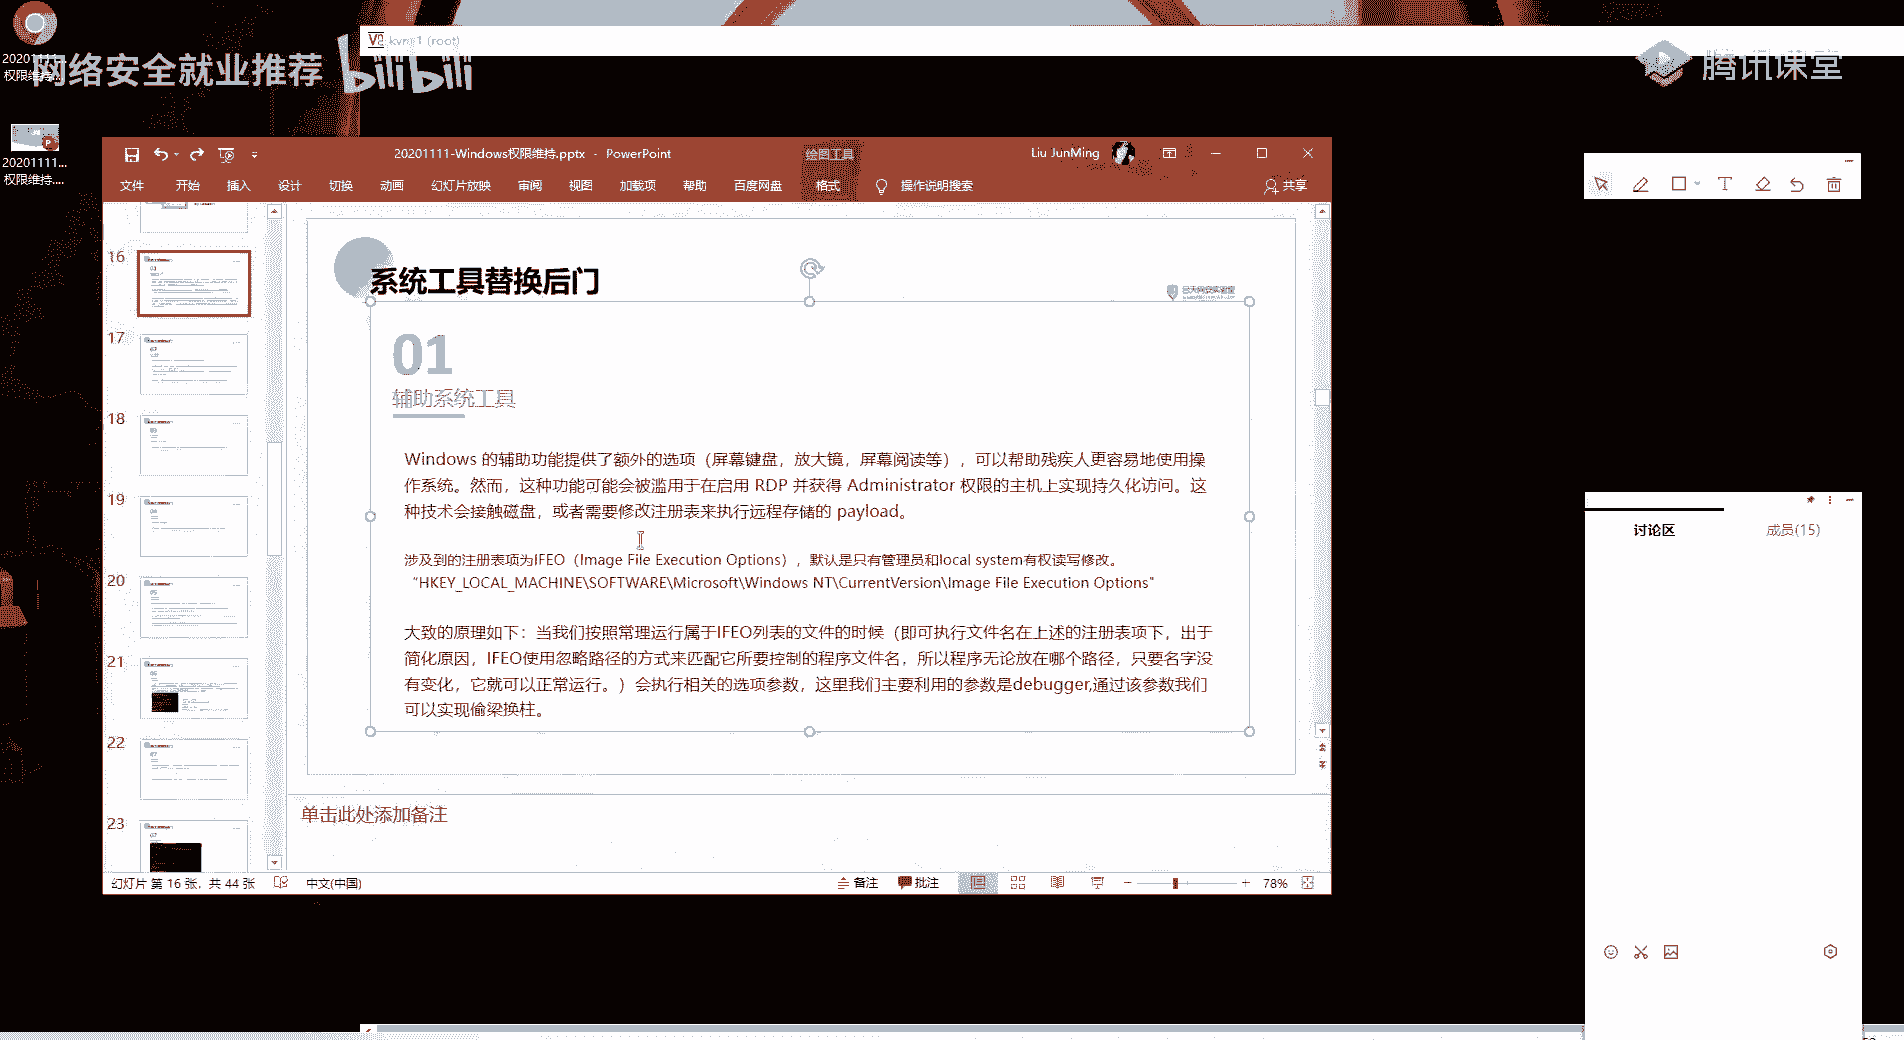 20201111...
权限维持....
网络安全就业推荐
bilibili
kvm1 (root)
腾讯课堂
20201111...
权限维持....
20201111-Windows权限维持.pptx - PowerPoint
绘图工具
Liu JunMing
文件
开始
插入
设计
切换
动画
幻灯片放映
审阅
视图
加载项
帮助
百度网盘
格式
操作说明搜索
共享
16
17
18
19
20
21
22
23
系统工具替换后门
01
辅助系统工具
Windows 的辅助功能提供了额外的选项（屏幕键盘，放大镜，屏幕阅读等），可以帮助残疾人更容易地使用操
作系统。然而，这种功能可能会被滥用于在启用 RDP 并获得 Administrator 权限的主机上实现持久化访问。这
种技术会接触磁盘，或者需要修改注册表来执行远程存储的 payload。
涉及到的注册表项为IFEO（Image File Execution Options），默认是只有管理员和local system有权读写修改。
“HKEY_LOCAL_MACHINE\SOFTWARE\Microsoft\Windows NT\CurrentVersion\Image File Execution Options"
大致的原理如下：当我们按照常理运行属于IFEO列表的文件的时候（即可执行文件名在上述的注册表项下，出于
简化原因，IFEO使用忽略路径的方式来匹配它所要控制的程序文件名，所以程序无论放在哪个路径，只要名字没
有变化，它就可以正常运行。）会执行相关的选项参数，这里我们主要利用的参数是debugger,通过该参数我们
可以实现偷梁换柱。
单击此处添加备注
幻灯片 第 16 张，共 44 张
中文(中国)
备注
批注
78%
讨论区
成员(15)